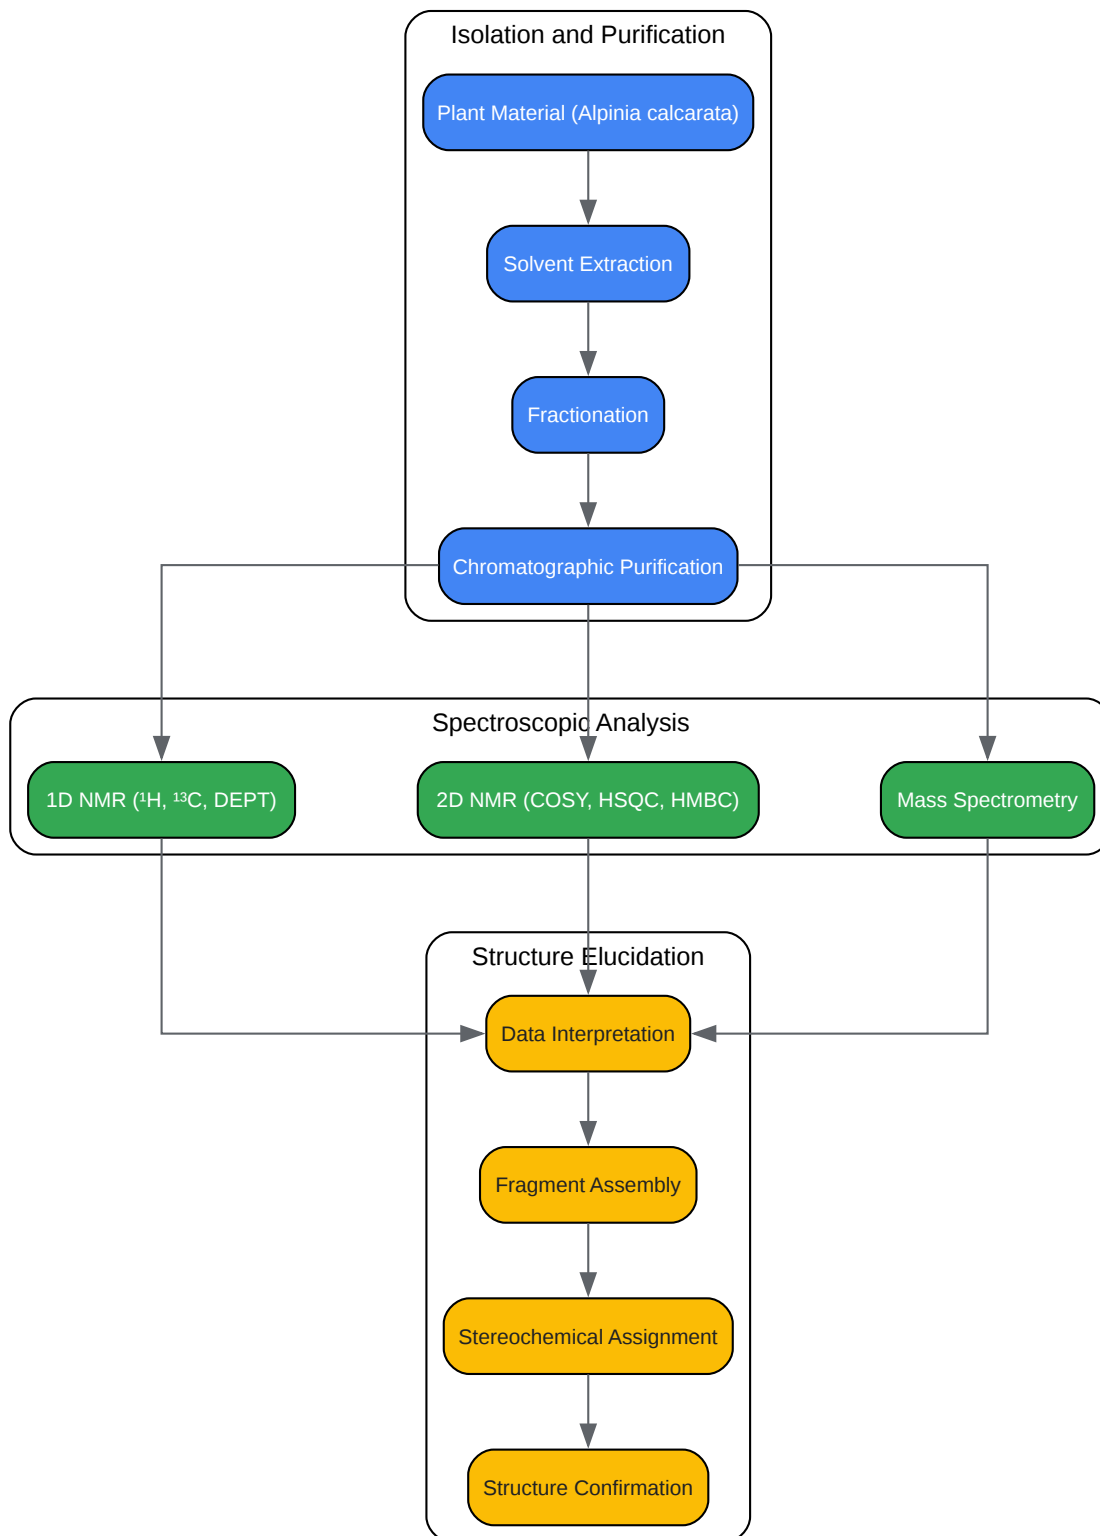 Isolation and Purification
Plant Material (Alpinia calcarata)
Solvent Extraction
Fractionation
Chromatographic Purification
Spectroscopic Analysis
1D NMR (¹H, ¹³C, DEPT)
2D NMR (COSY, HSQC, HMBC)
Mass Spectrometry
Structure Elucidation
Data Interpretation
Fragment Assembly
Stereochemical Assignment
Structure Confirmation